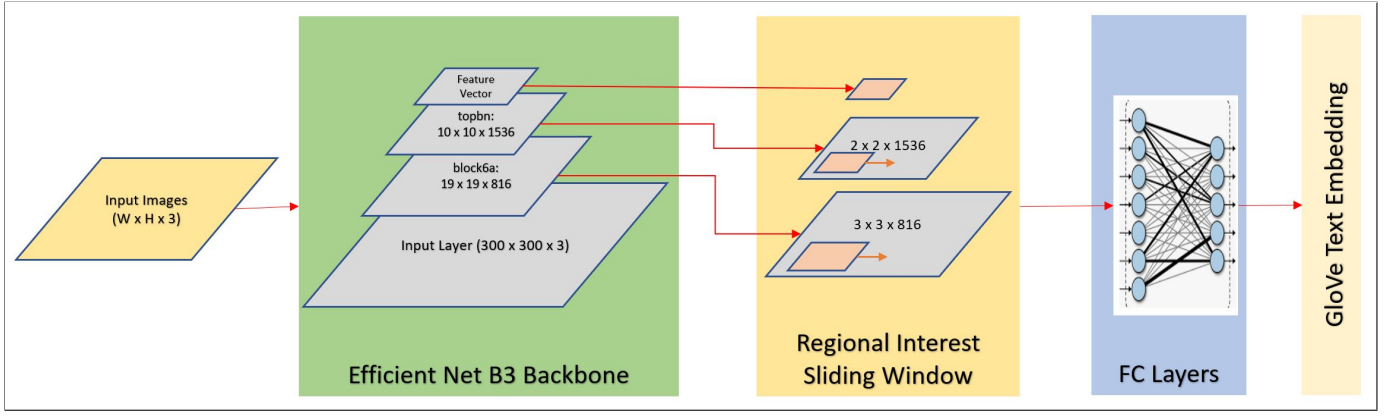 Input Images
(W x H x 3)
Feature
Vector
topbn:
10 x 10 x 1536
block6a:
19 x 19 x 816
Input Layer (300 x 300 x 3)
Efficient Net B3 Backbone
2 x 2 x 1536
3 x 3 x 816
Regional Interest
Sliding Window
FC Layers
GloVe Text Embedding